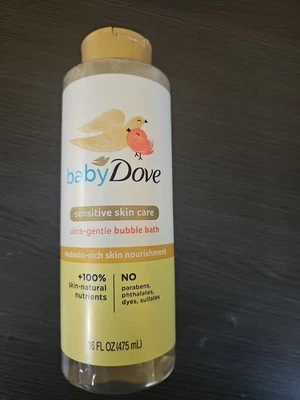 baby Dove
sensitive skin care
ultra-gentle bubble bath
melanin-rich skin nourishment
+100% NO
skin-natural parabens,
nutrients phthalates,
dyes, sulfates
16 FL OZ (475 mL)